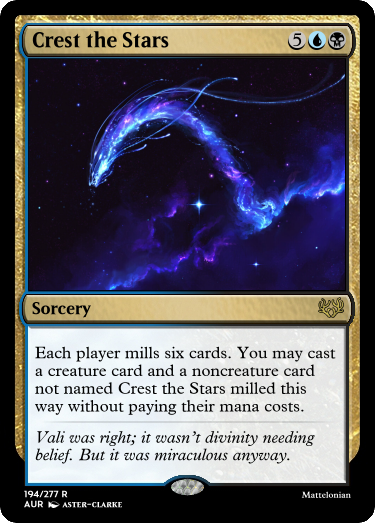 Crest the Stars 5
Sorcery
Each player mills six cards. You may cast
a creature card and a noncreature card
not named Crest the Stars milled this
way without paying their mana costs.
Vali was right; it wasn't divinity needing
belief. But it was miraculous anyway.
194/277 R
AUR ASTER-CLARKE
Mattelonian